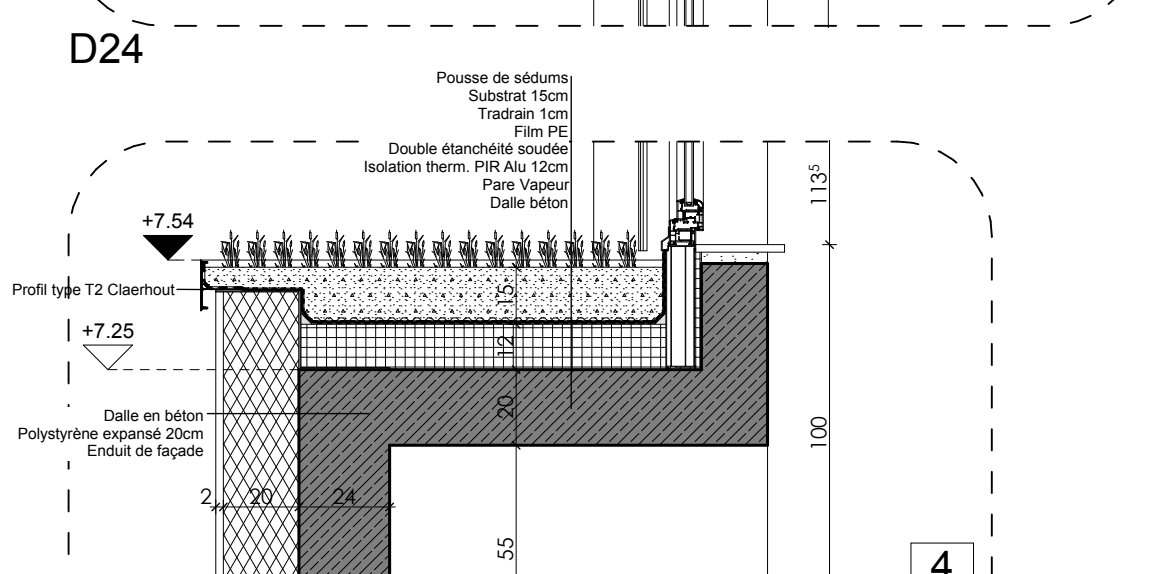 D24
Pousse de sédums
Substrat 15cm
Tradrain 1cm
Film PE
Double étanchéité soudée
Isolation therm. PIR Alu 12cm
Pare Vapeur
Dalle béton
113⁵
+7.54
Profil type T2 Claerhout
15
+7.25
12
Dalle en béton
Polystyrène expansé 20cm
Enduit de façade
20
100
2
20
24
55
4